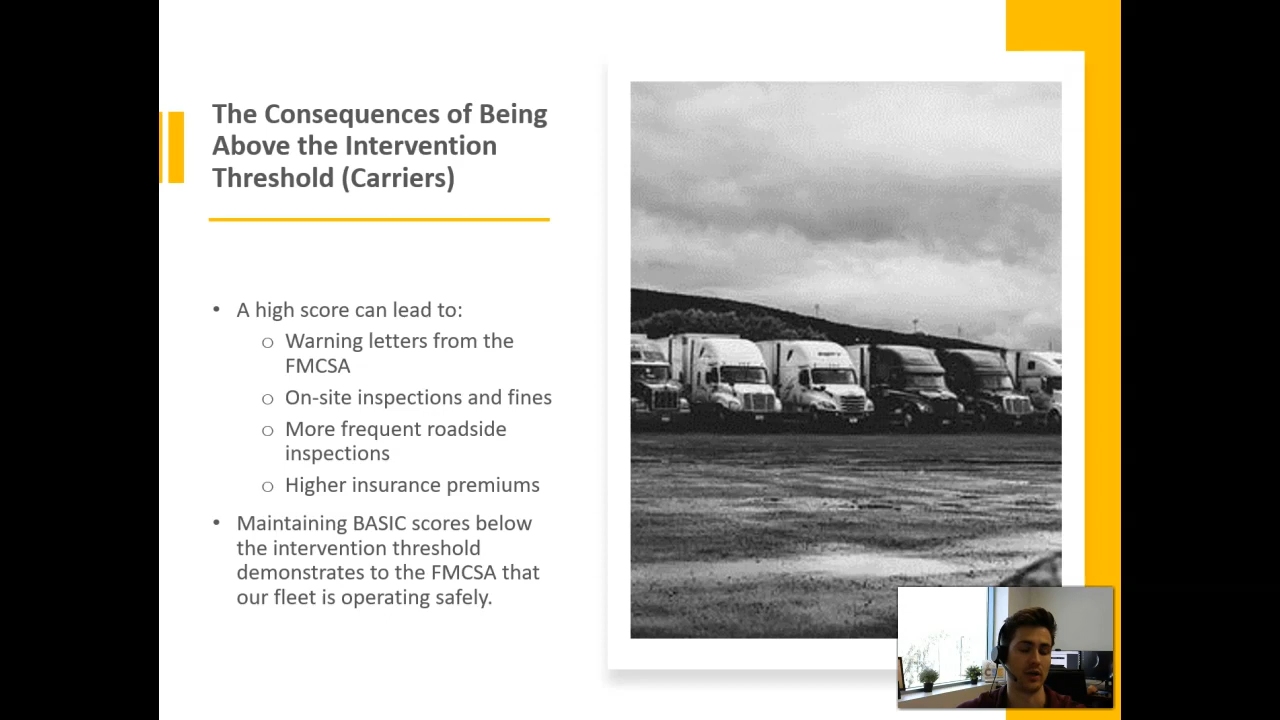 The Consequences of Being
Above the Intervention
Threshold (Carriers)
• A high score can lead to:
o Warning letters from the
FMCSA
o On-site inspections and fines
o More frequent roadside
inspections
o Higher insurance premiums
• Maintaining BASIC scores below
the intervention threshold
demonstrates to the FMCSA that
our fleet is operating safely.